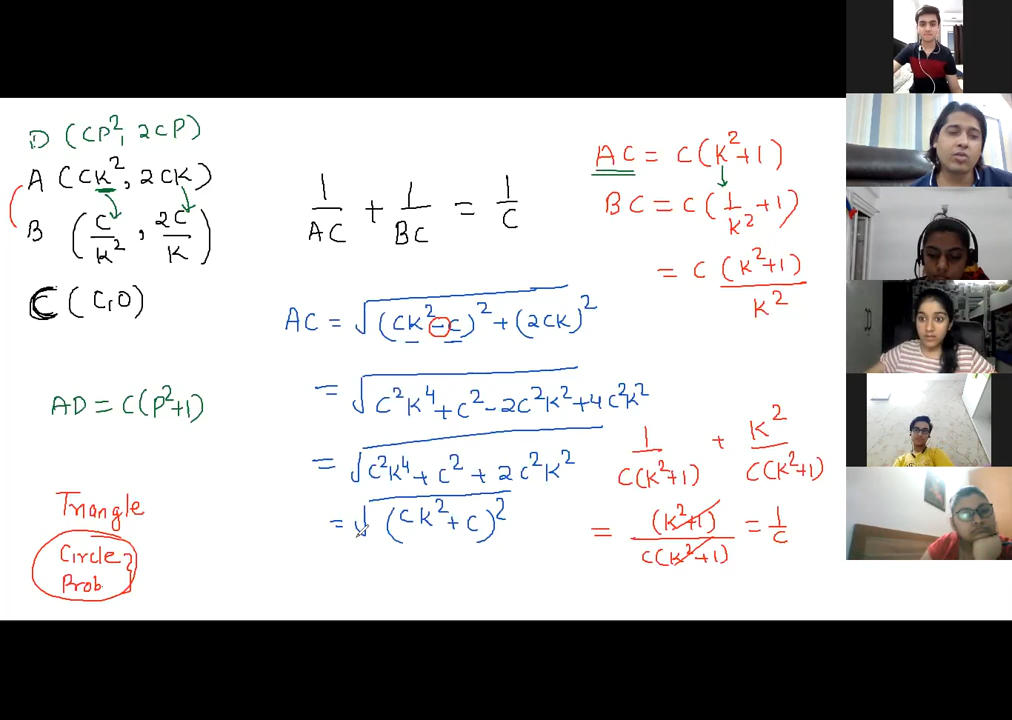 D (CP², 2CP)
A (CK², 2CK)
B (C/K², 2C/K)
C (C,0)
1/AC + 1/BC = 1/C
AC = √(CK²-C)² + (2CK)²
= √C²K⁴+C²-2C²K²+4C²K²
= √C²K⁴+C²+2C²K²
= √(CK²+C)²
AD = C(P²+1)
Triangle
Circle
Prob
AC = C(K²+1)
BC = C(1/K²+1)
= C (K²+1)/K²
1/C(K²+1) + K²/C(K²+1)
= (K²+1)/C(K²+1) = 1/C